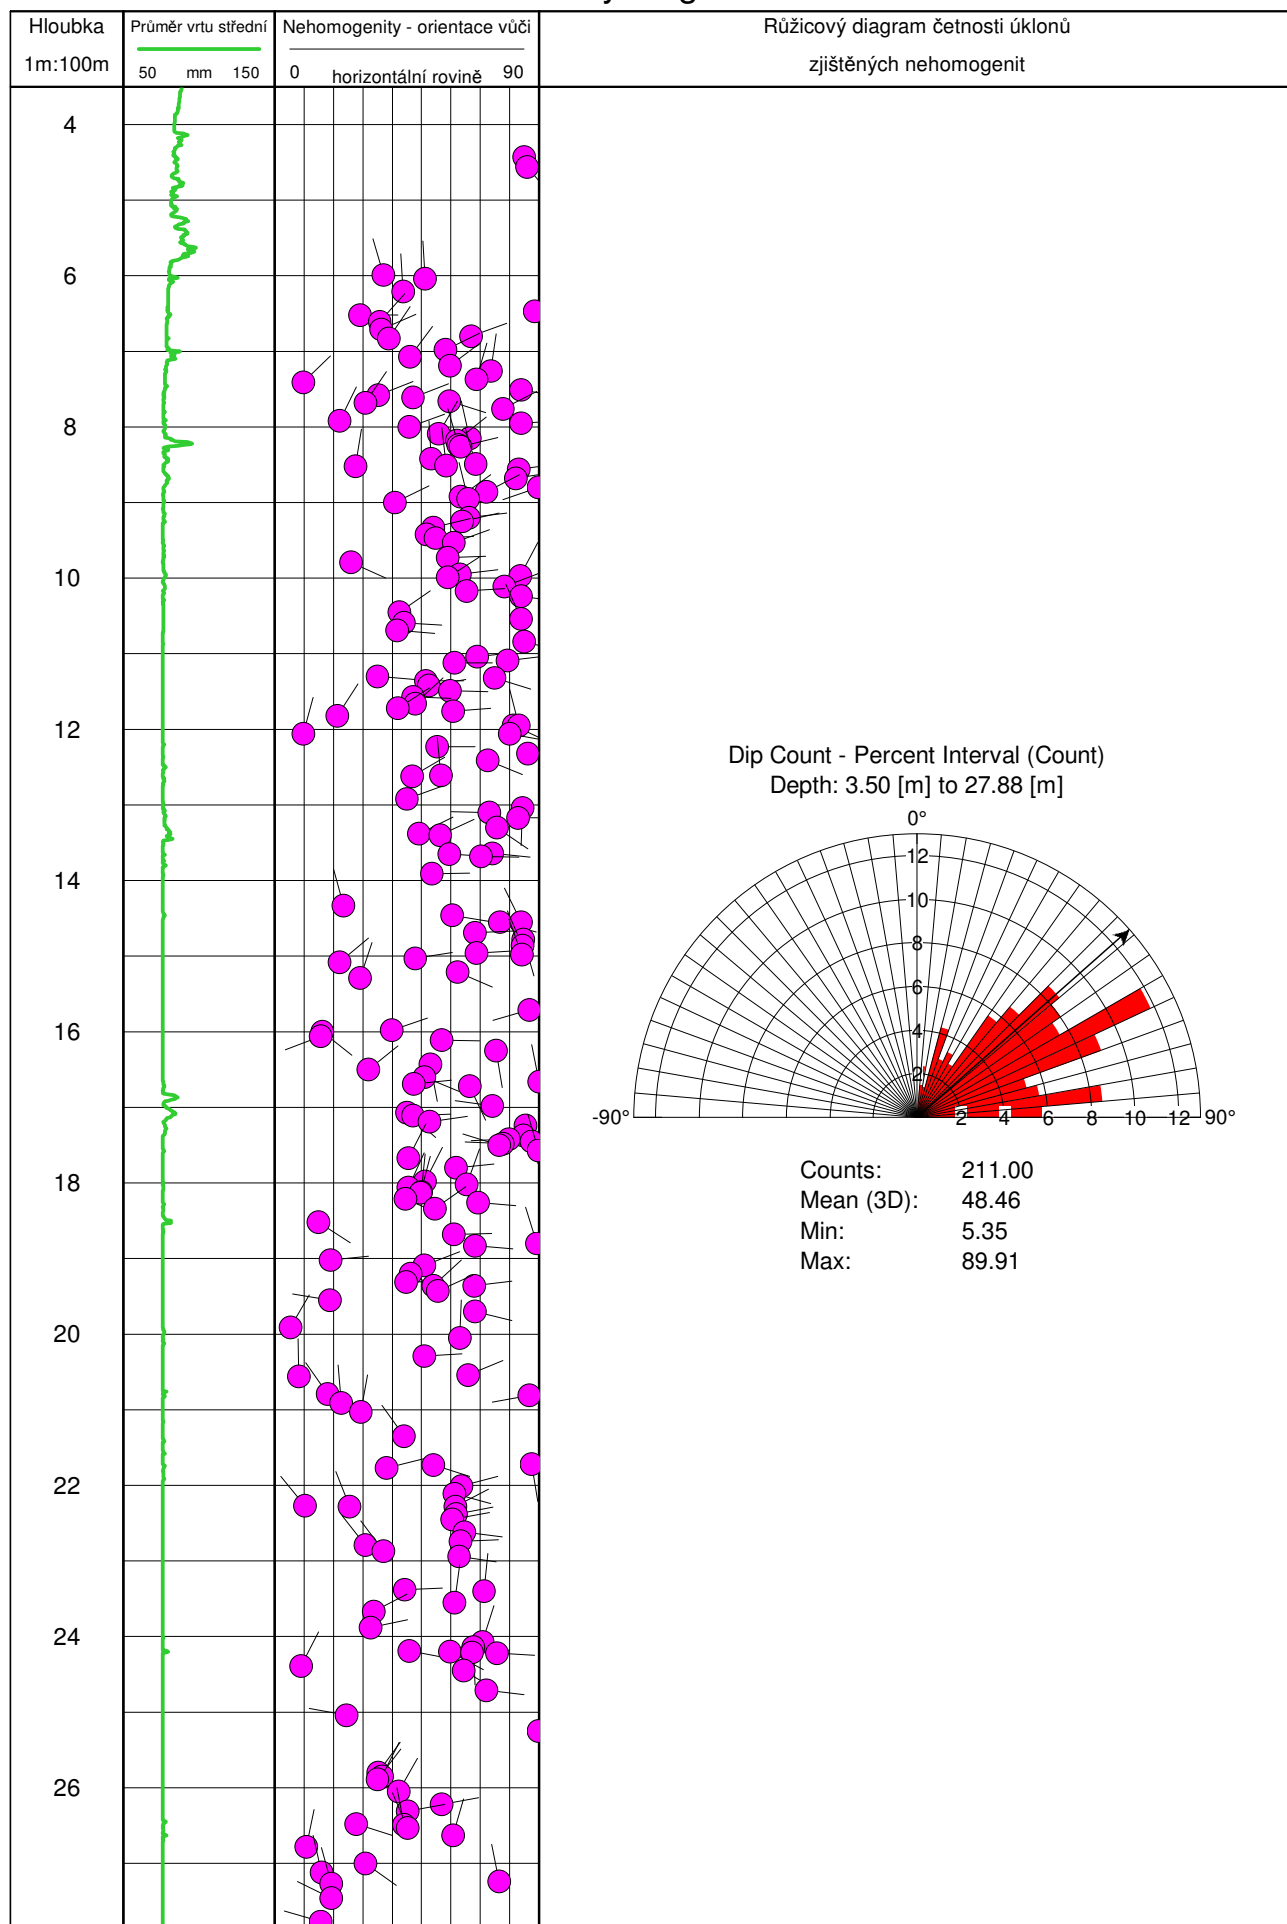 Hloubka
1m:100m
Průměr vrtu střední
50 mm 150
Nehomogenity - orientace vůči
0 horizontální rovině 90
Růžicový diagram četnosti úklonů
zjištěných nehomogenit
4
6
8
10
12
14
16
18
20
22
24
26
Dip Count - Percent Interval (Count)
Depth: 3.50 [m] to 27.88 [m]
0°
12
10
8
6
4
2
-90° 2 4 6 8 10 12 90°
Counts: 211.00
Mean (3D): 48.46
Min: 5.35
Max: 89.91